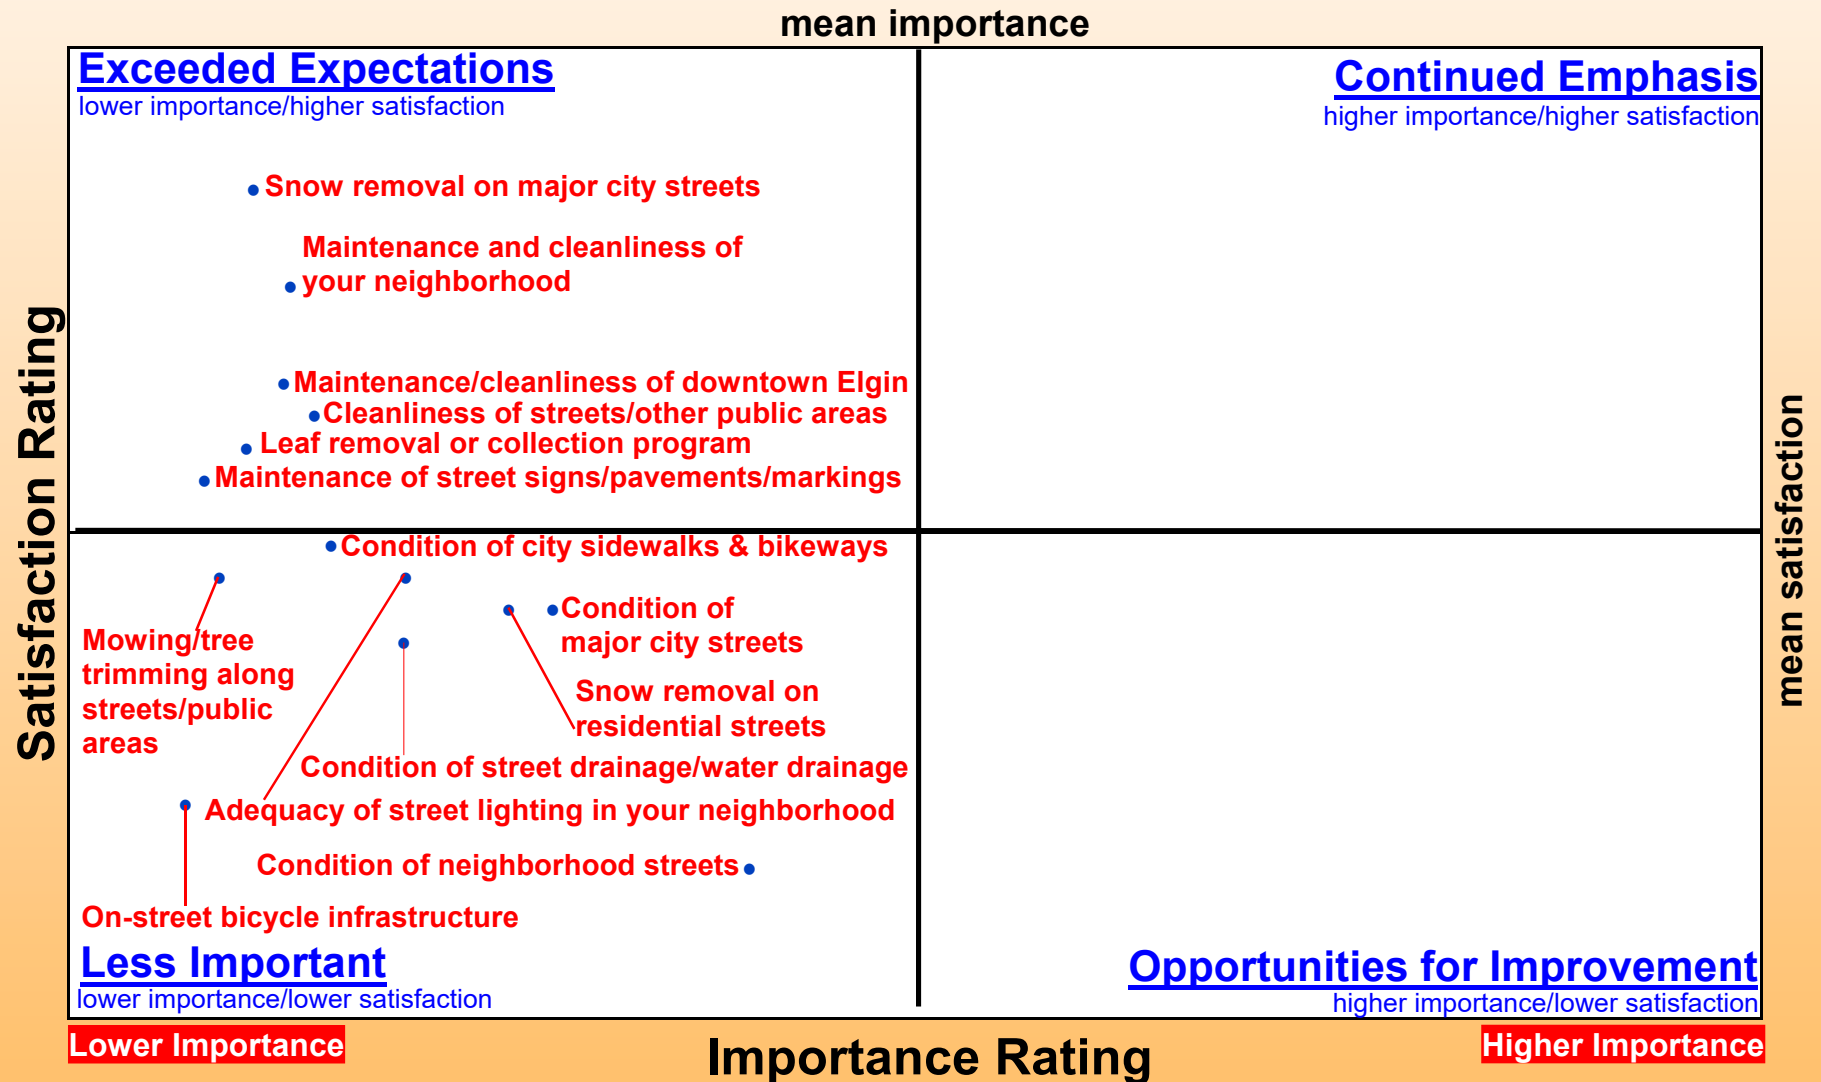 mean importance
Exceeded Expectations
lower importance/higher satisfaction
Continued Emphasis
higher importance/higher satisfaction
Snow removal on major city streets
Maintenance and cleanliness of
your neighborhood
Maintenance/cleanliness of downtown Elgin
Cleanliness of streets/other public areas
Leaf removal or collection program
Maintenance of street signs/pavements/markings
Satisfaction Rating
mean satisfaction
Condition of city sidewalks & bikeways
Condition of
major city streets
Mowing/tree
trimming along
streets/public
areas
Snow removal on
residential streets
Condition of street drainage/water drainage
Adequacy of street lighting in your neighborhood
Condition of neighborhood streets
On-street bicycle infrastructure
Less Important
lower importance/lower satisfaction
Opportunities for Improvement
higher importance/lower satisfaction
Lower Importance
Importance Rating
Higher Importance